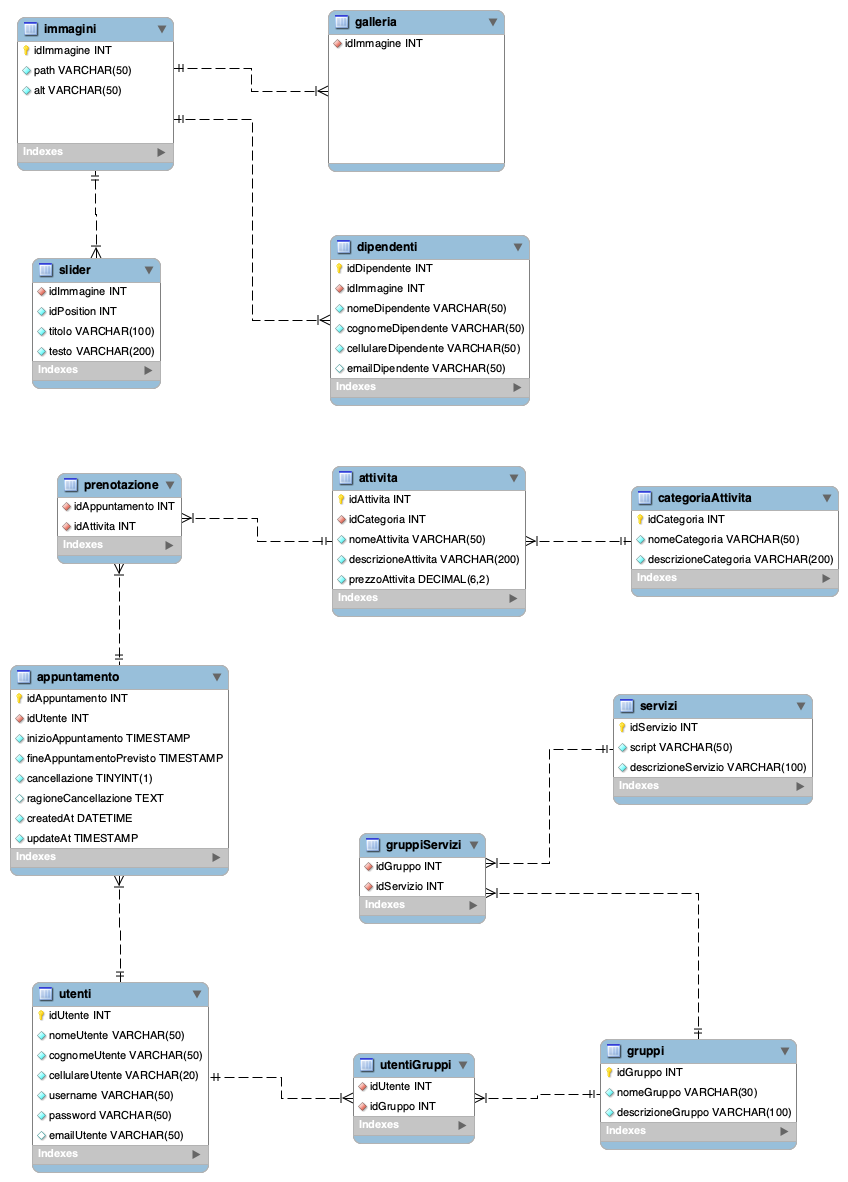 immagini
idImmagine INT
path VARCHAR(50)
alt VARCHAR(50)
Indexes
galleria
idImmagine INT
slider
idImmagine INT
idPosition INT
titolo VARCHAR(100)
testo VARCHAR(200)
Indexes
dipendenti
idDipendente INT
idImmagine INT
nomeDipendente VARCHAR(50)
cognomeDipendente VARCHAR(50)
cellulareDipendente VARCHAR(50)
emailDipendente VARCHAR(50)
Indexes
prenotazione
idAppuntamento INT
idAttivita INT
Indexes
attivita
idAttivita INT
idCategoria INT
nomeAttivita VARCHAR(50)
descrizioneAttivita VARCHAR(200)
prezzoAttivita DECIMAL(6,2)
Indexes
categoriaAttivita
idCategoria INT
nomeCategoria VARCHAR(50)
descrizioneCategoria VARCHAR(200)
Indexes
appuntamento
idAppuntamento INT
idUtente INT
inizioAppuntamento TIMESTAMP
fineAppuntamentoPrevisto TIMESTAMP
cancellazione TINYINT(1)
ragioneCancellazione TEXT
createdAt DATETIME
updateAt TIMESTAMP
Indexes
servizi
idServizio INT
script VARCHAR(50)
descrizioneServizio VARCHAR(100)
Indexes
gruppiServizi
idGruppo INT
idServizio INT
Indexes
utenti
idUtente INT
nomeUtente VARCHAR(50)
cognomeUtente VARCHAR(50)
cellulareUtente VARCHAR(20)
username VARCHAR(50)
password VARCHAR(50)
emailUtente VARCHAR(50)
Indexes
utentiGruppi
idUtente INT
idGruppo INT
Indexes
gruppi
idGruppo INT
nomeGruppo VARCHAR(30)
descrizioneGruppo VARCHAR(100)
Indexes